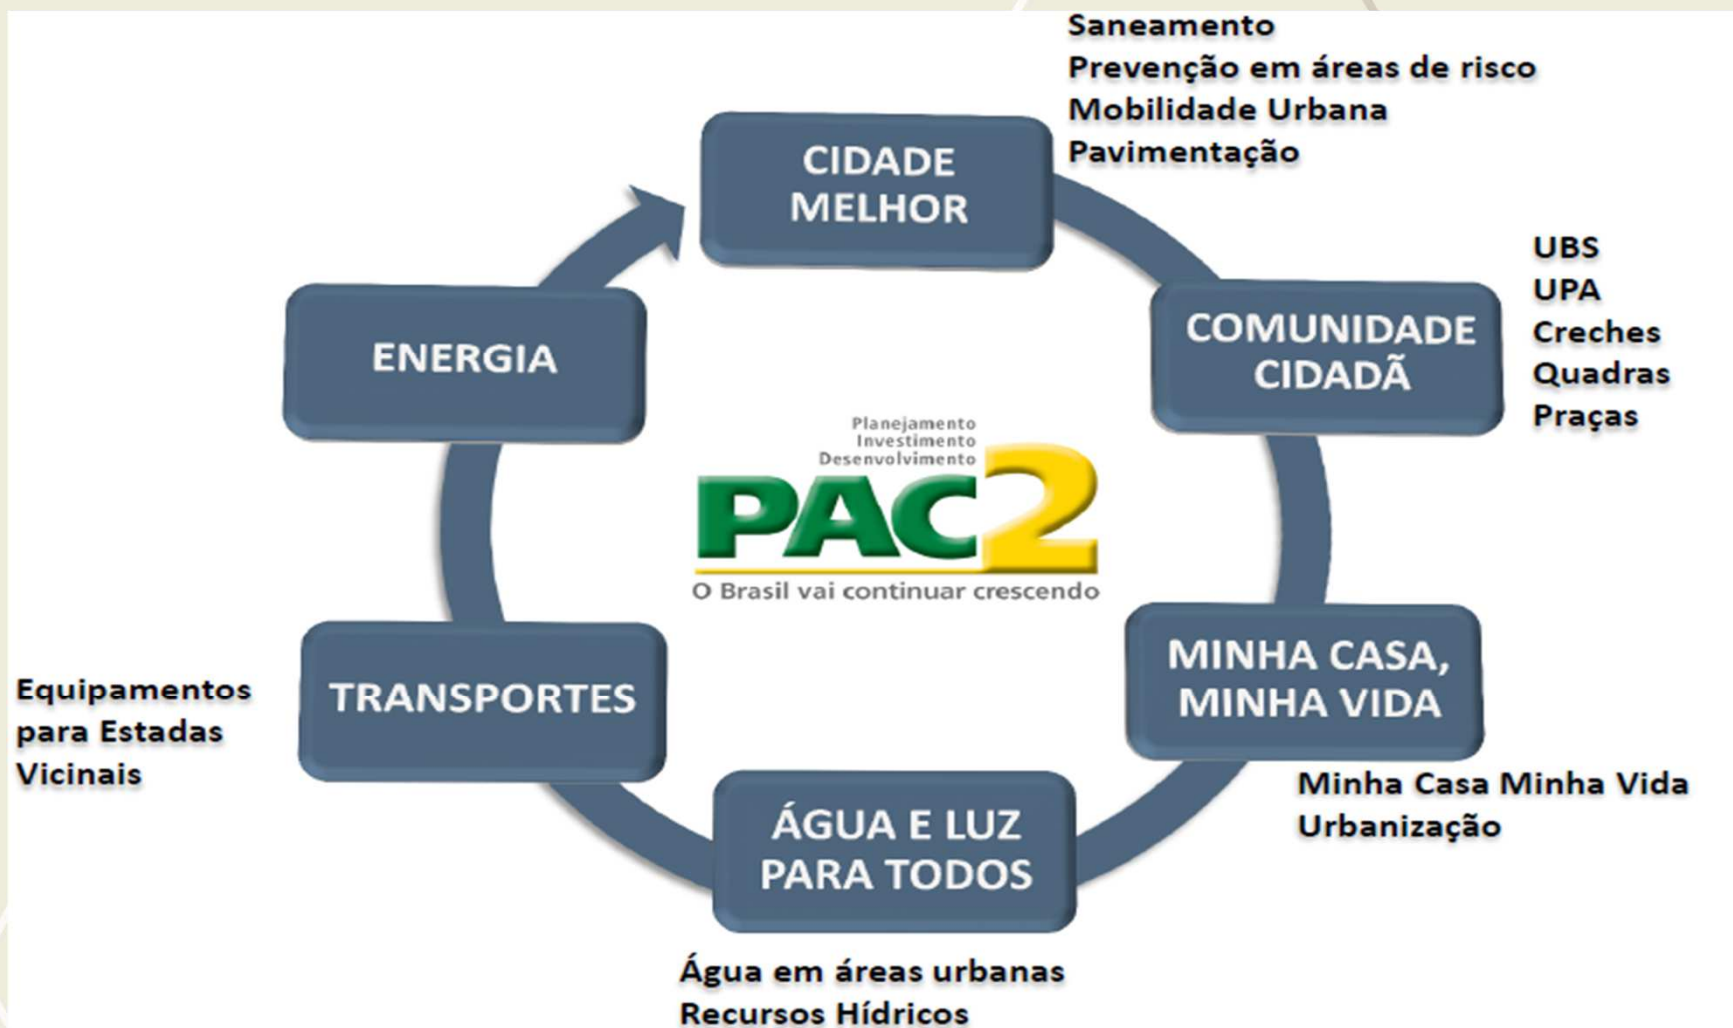 Saneamento
Prevenção em áreas de risco
Mobilidade Urbana
Pavimentação
CIDADE
MELHOR
UBS
UPA
Creches
Quadras
Praças
COMUNIDADE
CIDADÃ
ENERGIA
Planejamento
Investimento
Desenvolvimento
PAC2
O Brasil vai continuar crescendo
MINHA CASA,
MINHA VIDA
Minha Casa Minha Vida
Urbanização
TRANSPORTES
Equipamentos
para Estadas
Vicinais
ÁGUA E LUZ
PARA TODOS
Água em áreas urbanas
Recursos Hídricos